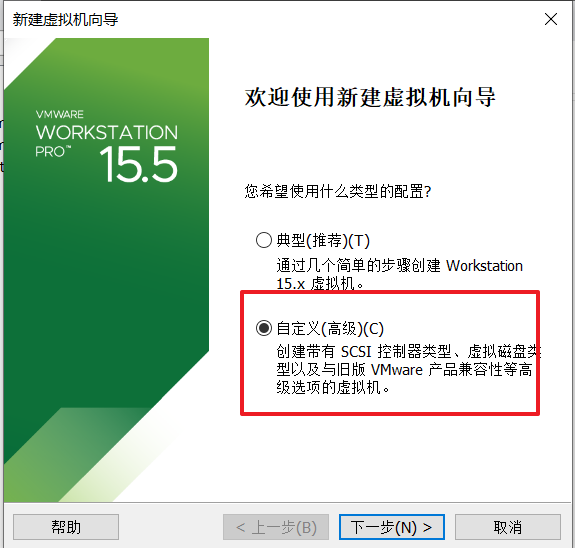 新建虚拟机向导
VMWARE
WORKSTATION
PRO™ 15.5
欢迎使用新建虚拟机向导
您希望使用什么类型的配置?
典型(推荐)(T)
通过几个简单的步骤创建 Workstation
15.x 虚拟机。
自定义(高级)(C)
创建带有 SCSI 控制器类型、虚拟磁盘类
型以及与旧版 VMware 产品兼容性等高
级选项的虚拟机。
帮助
< 上一步(B)
下一步(N) >
取消